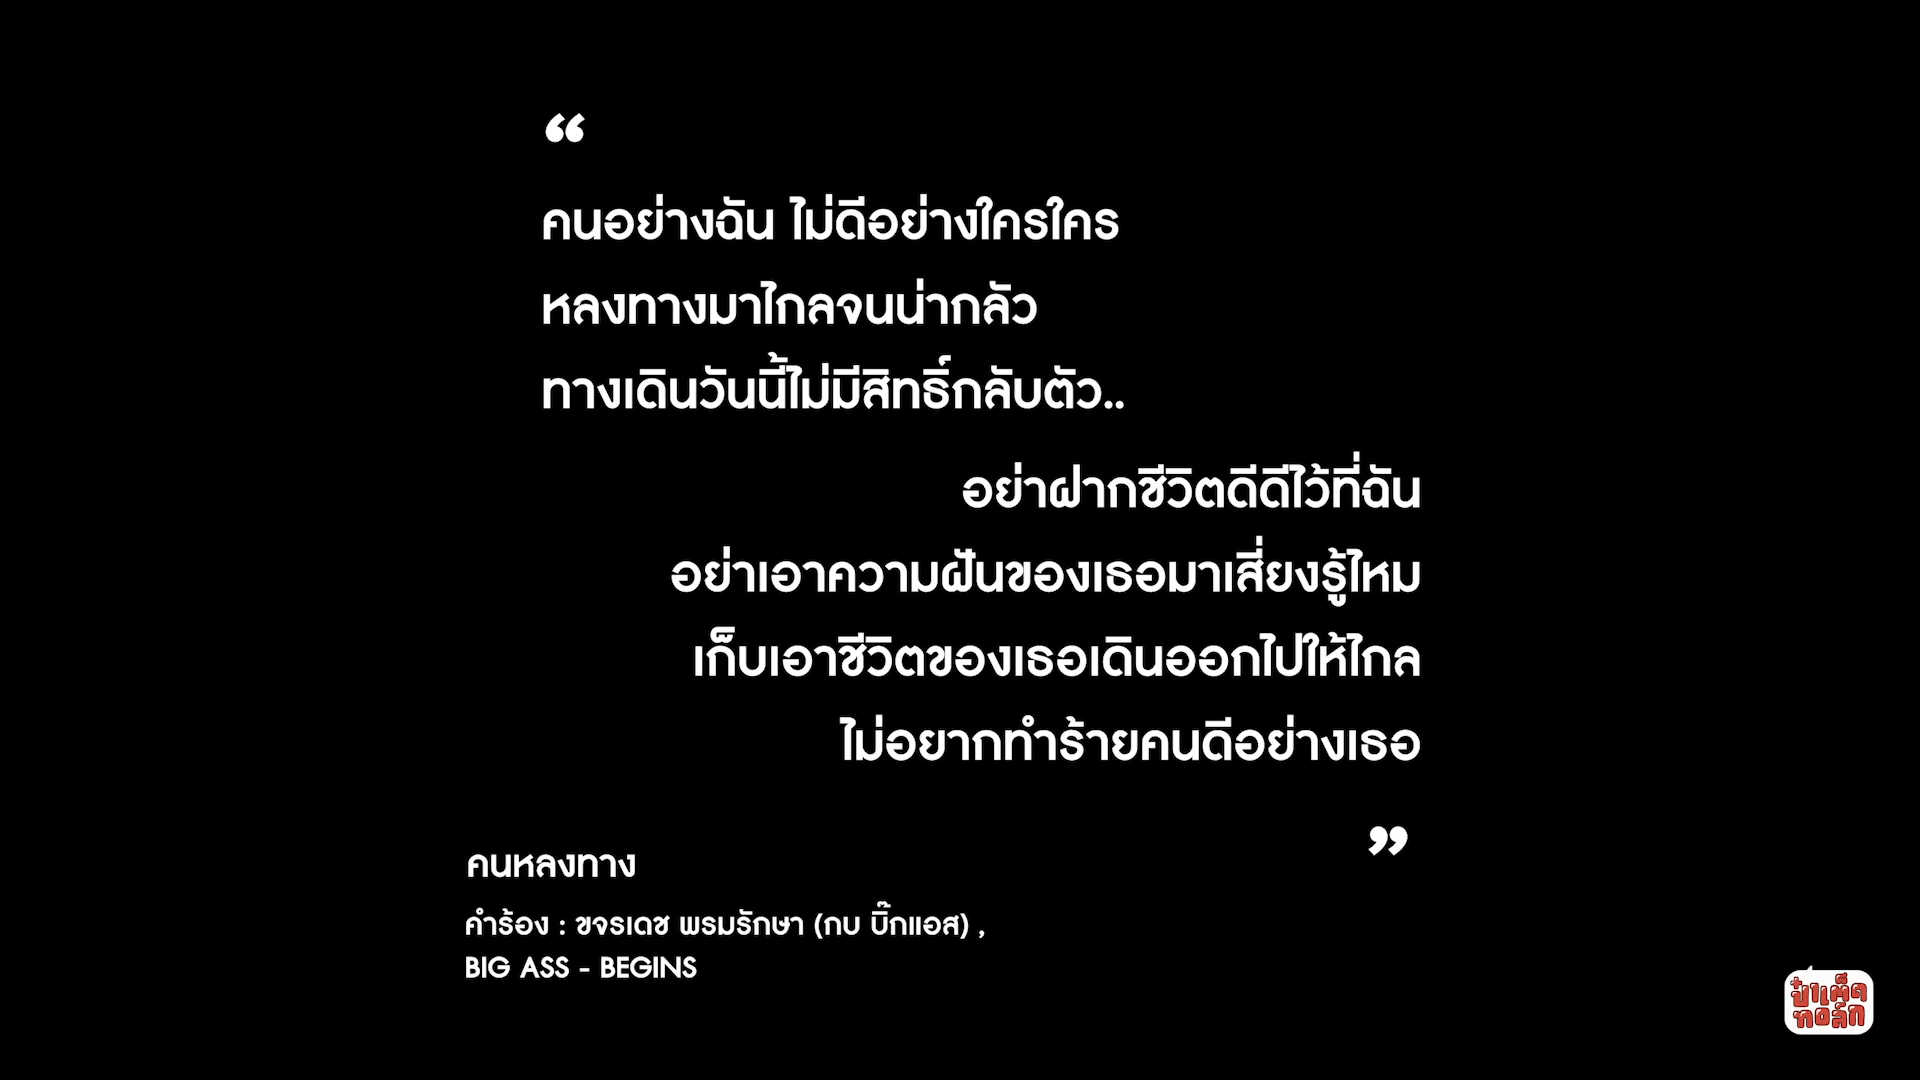 “
คนอย่างฉัน ไม่ดีอย่างใครใคร
หลงทางมาไกลจนน่ากลัว
ทางเดินวันนี้ไม่มีสิทธิ์กลับตัว..
อย่าฝากชีวิตดีดีไว้ที่ฉัน
อย่าเอาความฝันของเธอมาเสี่ยงรู้ไหม
เก็บเอาชีวิตของเธอเดินออกไปให้ไกล
ไม่อยากทำร้ายคนดีอย่างเธอ
”
คนหลงทาง
คำร้อง : ขจรเดช พรมรักษา (กบ บิ๊กแอส) ,
BIG ASS - BEGINS
ป๋าเต็ด
ทอล์ก